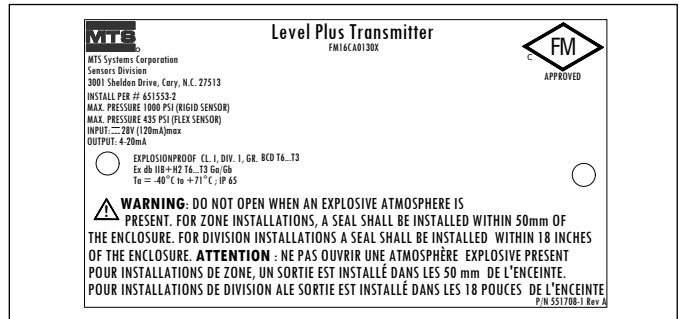 MTS
Level Plus Transmitter
FM16CA0130X
FM
C
APPROVED
MTS Systems Corporation
Sensors Division
3001 Sheldon Drive, Cary, N.C. 27513
INSTALL PER # 651553-2
MAX. PRESSURE 1000 PSI (RIGID SENSOR)
MAX. PRESSURE 435 PSI (FLEX SENSOR)
INPUT: ⎓ 28V (120mA)max
OUTPUT: 4-20mA
EXPLOSIONPROOF CL. I, DIV. 1, GR. BCD T6...T3
Ex db IIB+H2 T6...T3 Ga/Gb
Ta = -40°C to +71°C ; IP 65
WARNING: DO NOT OPEN WHEN AN EXPLOSIVE ATMOSPHERE IS
PRESENT. FOR ZONE INSTALLATIONS, A SEAL SHALL BE INSTALLED WITHIN 50mm OF
THE ENCLOSURE. FOR DIVISION INSTALLATIONS A SEAL SHALL BE INSTALLED WITHIN 18 INCHES
OF THE ENCLOSURE. ATTENTION : NE PAS OUVRIR UNE ATMOSPHÈRE EXPLOSIVE PRESENT
POUR INSTALLATIONS DE ZONE, UN SORTIE EST INSTALLÉ DANS LES 50 mm DE L'ENCEINTE.
POUR INSTALLATIONS DE DIVISION ALE SORTIE EST INSTALLÉ DANS LES 18 POUCES DE L'ENCEINTE
P/N 551708-1 Rev A